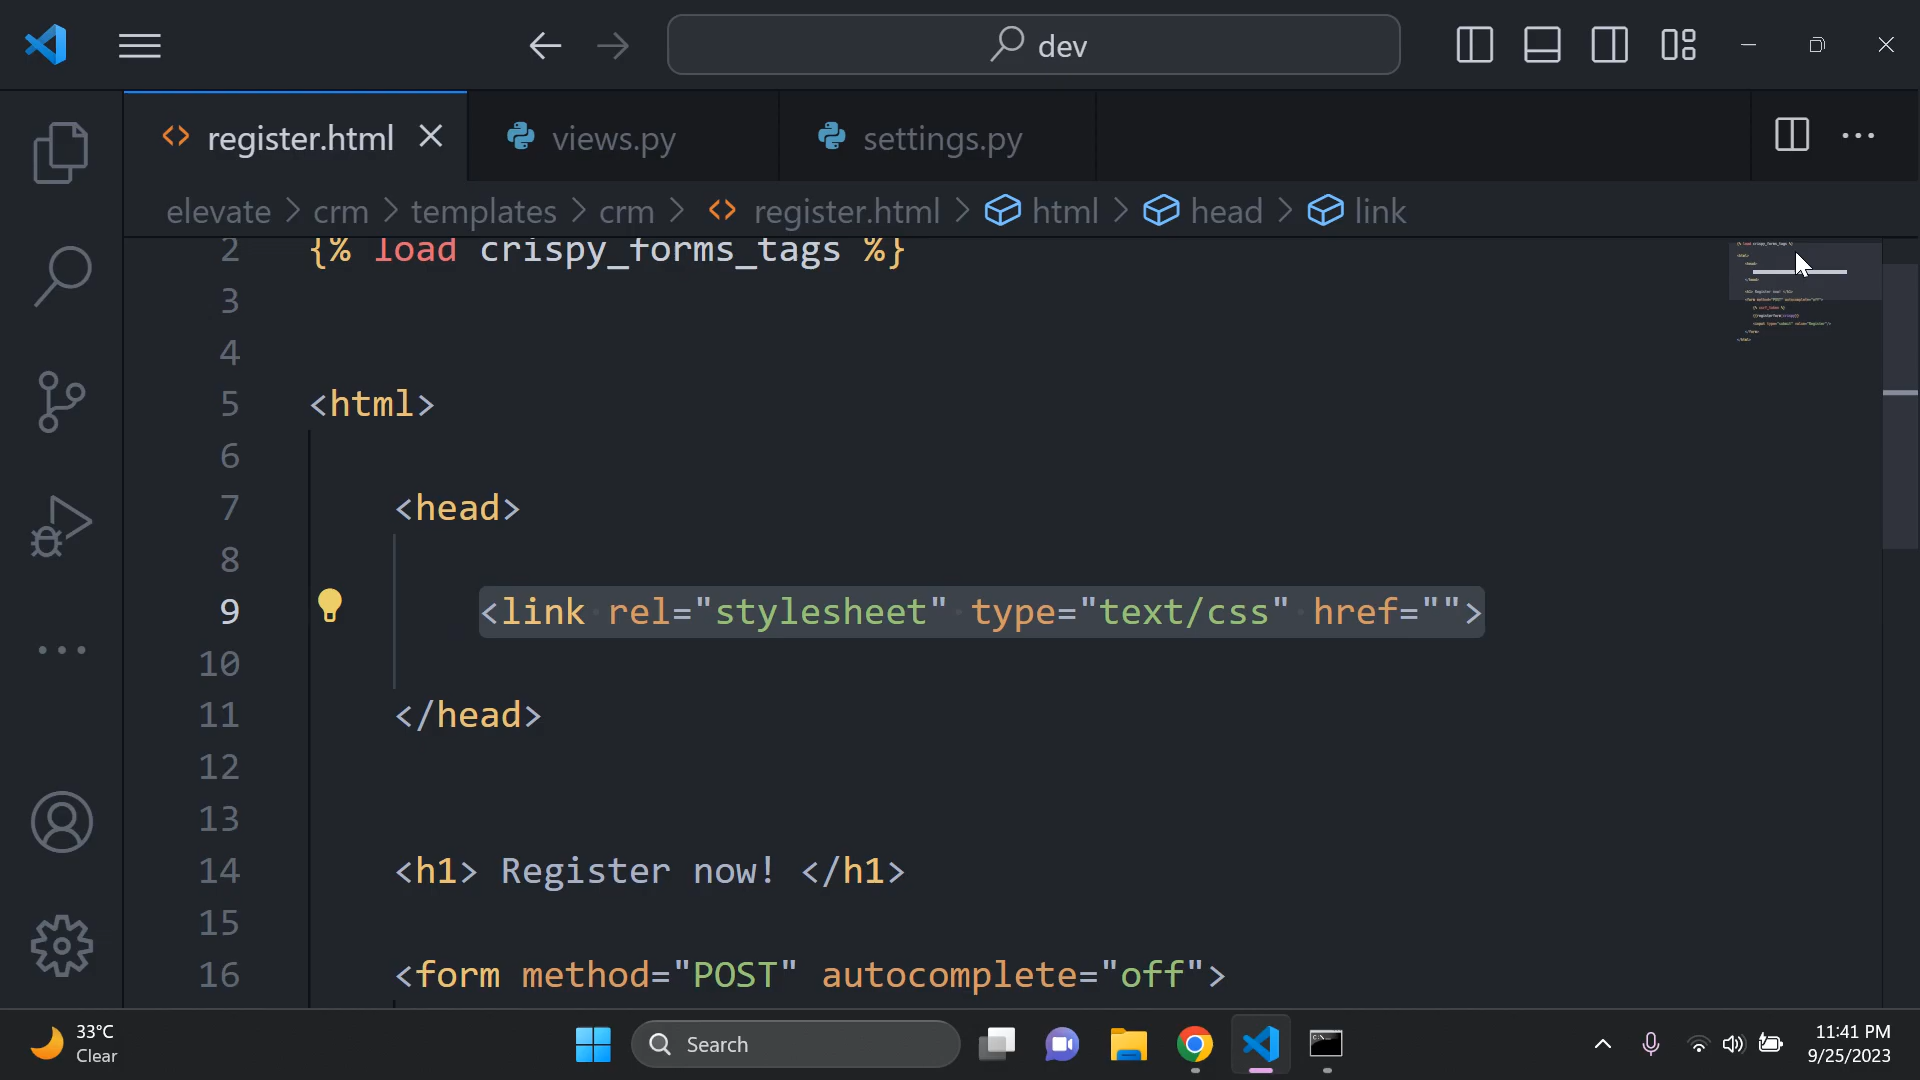 dev
register.html
views.py
settings.py
elevate > crm > templates > crm > <> register.html > html > head > link
2 {% load crispy_forms_tags %}
3
4
5 <html>
6
7 <head>
8
9 <link rel="stylesheet" type="text/css" href="">
10
11 </head>
12
13
14 <h1> Register now! </h1>
15
16 <form method="POST" autocomplete="off">
33°C
Clear
Search
11:41 PM
9/25/2023